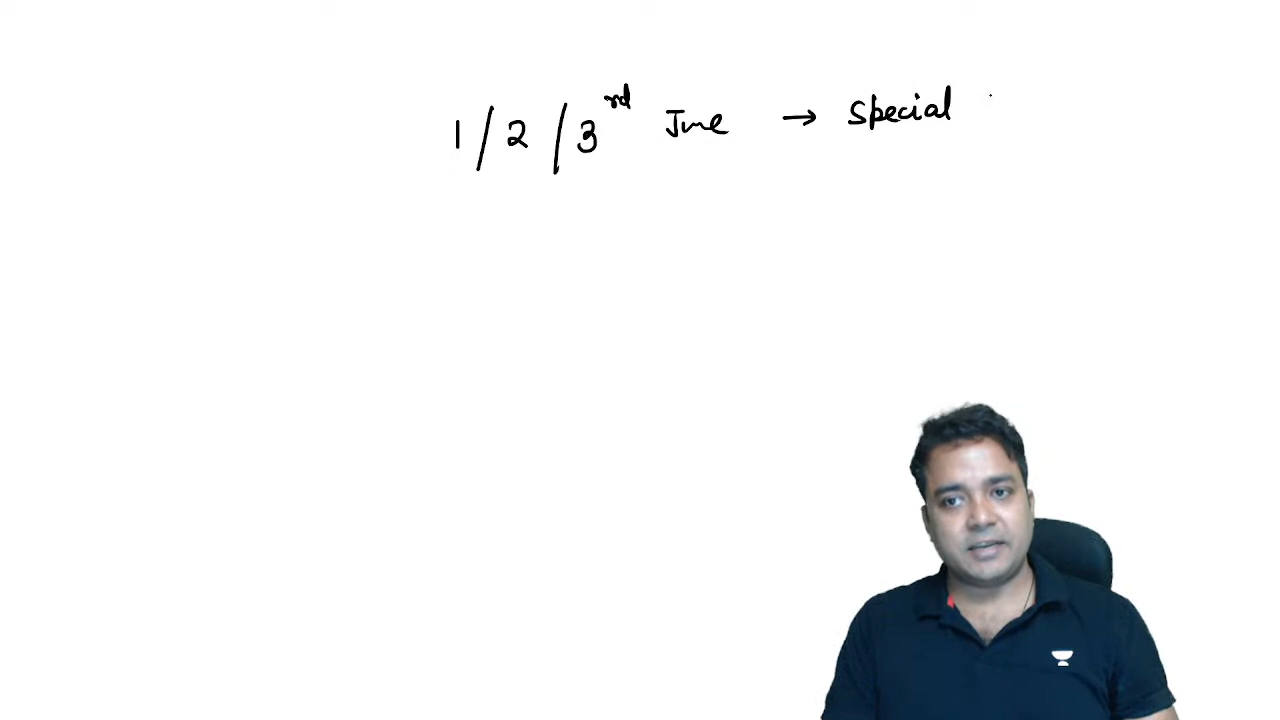 1 / 2 / 3rd June → Special